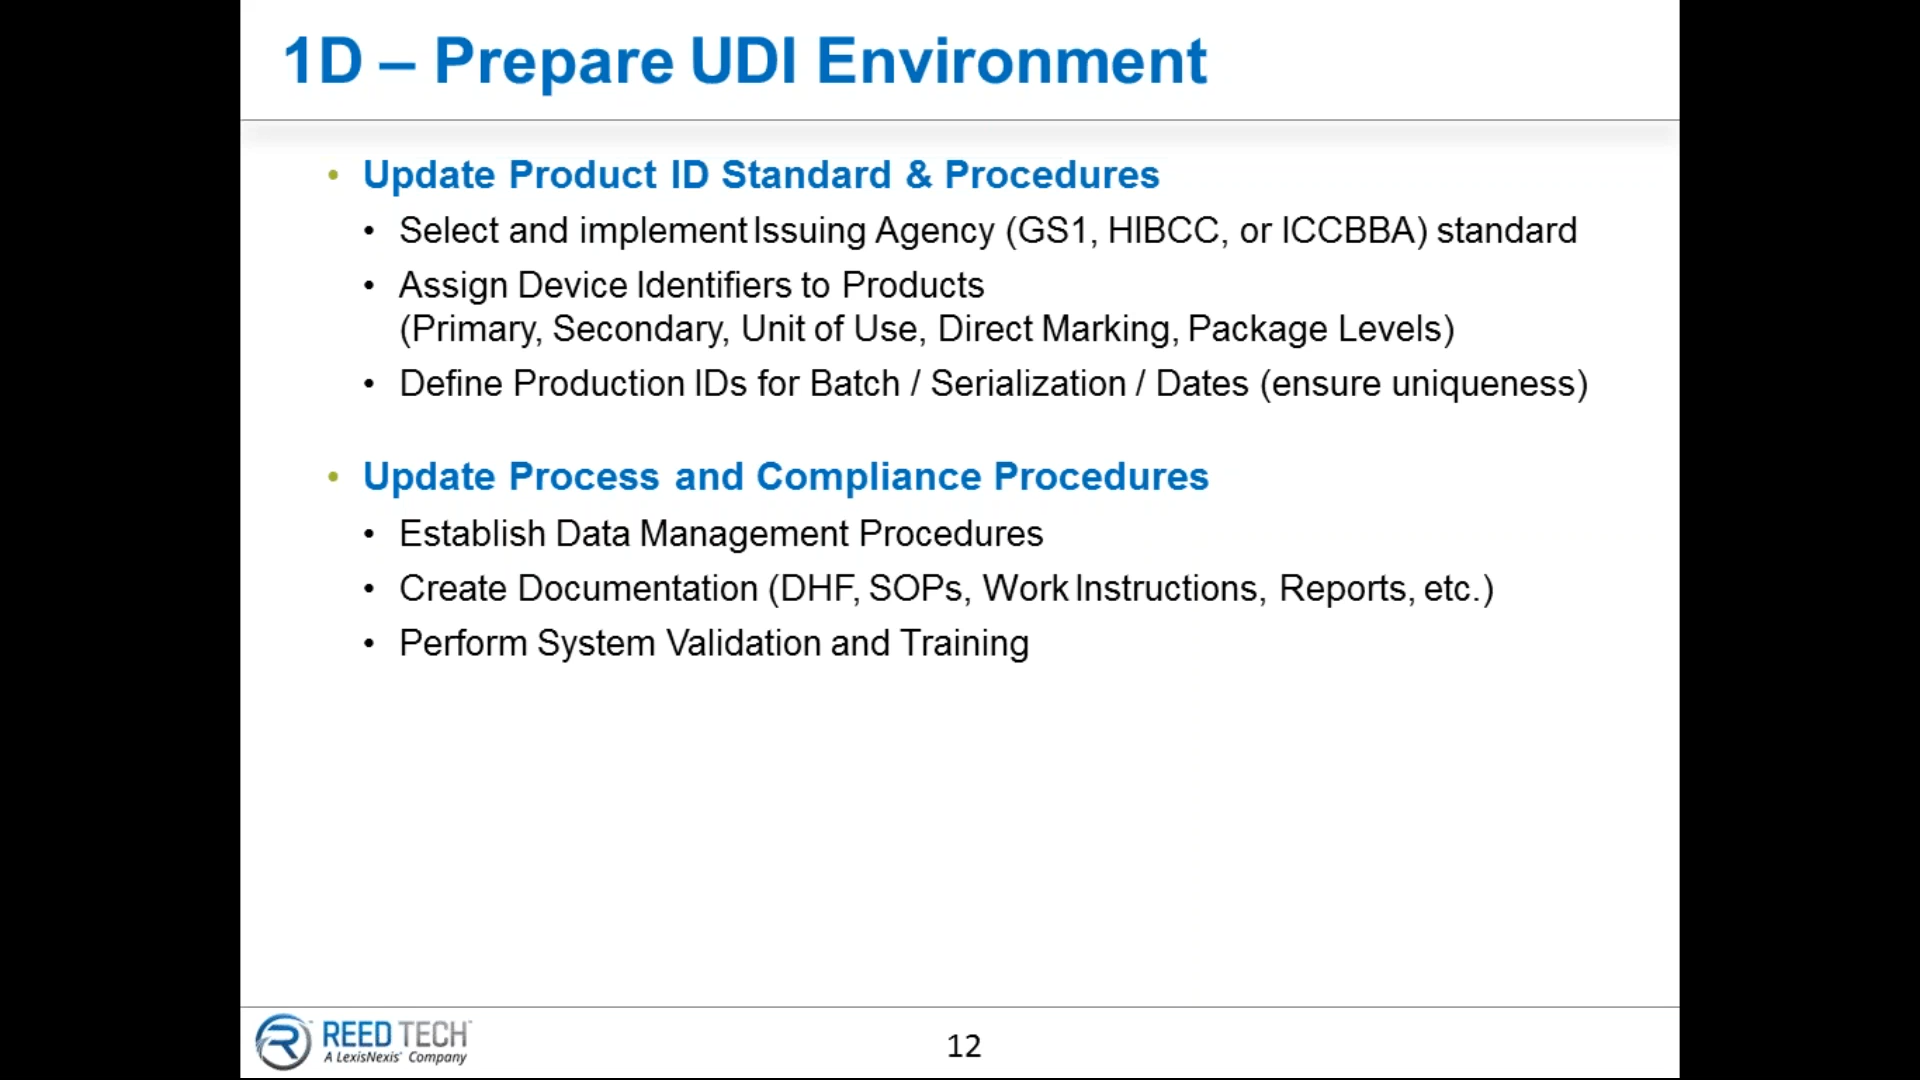 1D – Prepare UDI Environment
• Update Product ID Standard & Procedures
• Select and implement Issuing Agency (GS1, HIBCC, or ICCBBA) standard
• Assign Device Identifiers to Products
(Primary, Secondary, Unit of Use, Direct Marking, Package Levels)
• Define Production IDs for Batch / Serialization / Dates (ensure uniqueness)
• Update Process and Compliance Procedures
• Establish Data Management Procedures
• Create Documentation (DHF, SOPs, Work Instructions, Reports, etc.)
• Perform System Validation and Training
REED TECH™
A LexisNexis® Company
12